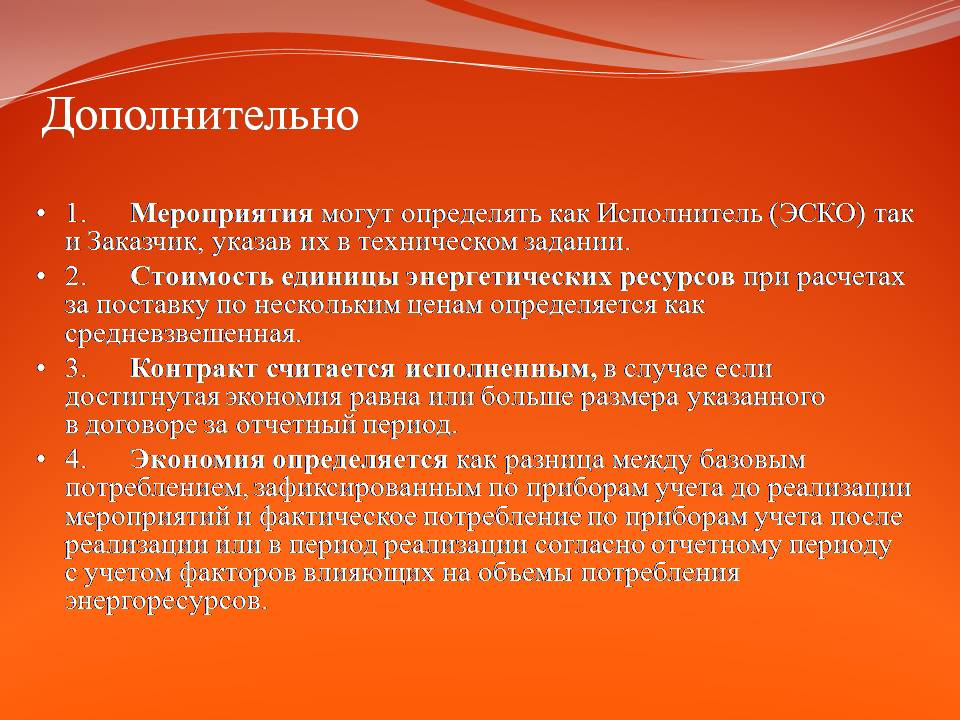 Дополнительно
• 1. Мероприятия могут определять как Исполнитель (ЭСКО) так
и Заказчик, указав их в техническом задании.
• 2. Стоимость единицы энергетических ресурсов при расчетах
за поставку по нескольким ценам определяется как
средневзвешенная.
• 3. Контракт считается исполненным, в случае если
достигнутая экономия равна или больше размера указанного
в договоре за отчетный период.
• 4. Экономия определяется как разница между базовым
потреблением, зафиксированным по приборам учета до реализации
мероприятий и фактическое потребление по приборам учета после
реализации или в период реализации согласно отчетному периоду
с учетом факторов влияющих на объемы потребления
энергоресурсов.